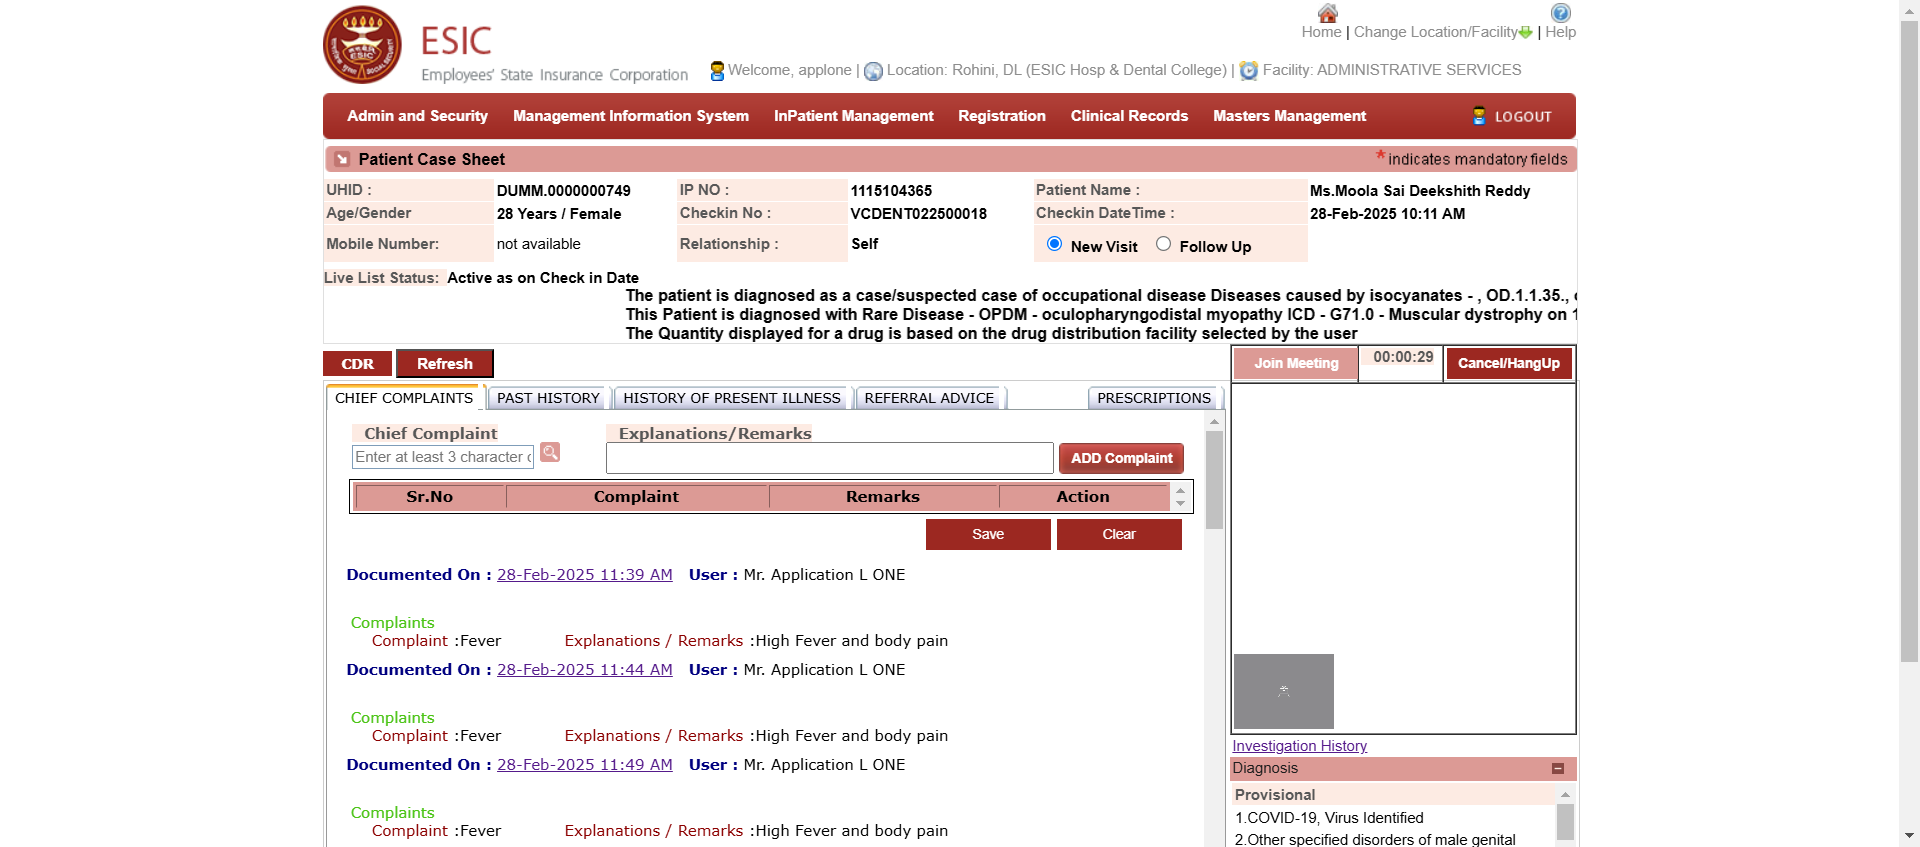 Home | Change Location/Facility | Help
ESIC
Employees' State Insurance Corporation
Welcome, applone | Location: Rohini, DL (ESIC Hosp & Dental College) | Facility: ADMINISTRATIVE SERVICES
Admin and Security Management Information System InPatient Management Registration Clinical Records Masters Management LOGOUT
Patient Case Sheet * indicates mandatory fields
UHID : DUMM.0000000749 IP NO : 1115104365 Patient Name : Ms.Moola Sai Deekshith Reddy
Age/Gender 28 Years / Female Checkin No : VCDENT022500018 Checkin DateTime : 28-Feb-2025 10:11 AM
Mobile Number: not available Relationship : Self New Visit Follow Up
Live List Status: Active as on Check in Date
The patient is diagnosed as a case/suspected case of occupational disease Diseases caused by isocyanates - , OD.1.1.35.,
This Patient is diagnosed with Rare Disease - OPDM - oculopharyngodistal myopathy ICD - G71.0 - Muscular dystrophy on 1
The Quantity displayed for a drug is based on the drug distribution facility selected by the user
CDR Refresh Join Meeting 00:00:29 Cancel/HangUp
CHIEF COMPLAINTS PAST HISTORY HISTORY OF PRESENT ILLNESS REFERRAL ADVICE PRESCRIPTIONS
Chief Complaint Explanations/Remarks
Enter at least 3 character ADD Complaint
Sr.No Complaint Remarks Action
Save Clear
Documented On : 28-Feb-2025 11:39 AM User : Mr. Application L ONE
Complaints
Complaint :Fever Explanations / Remarks :High Fever and body pain
Documented On : 28-Feb-2025 11:44 AM User : Mr. Application L ONE
Complaints
Complaint :Fever Explanations / Remarks :High Fever and body pain
Documented On : 28-Feb-2025 11:49 AM User : Mr. Application L ONE
Complaints
Complaint :Fever Explanations / Remarks :High Fever and body pain
Investigation History
Diagnosis
Provisional
1.COVID-19, Virus Identified
2.Other specified disorders of male genital